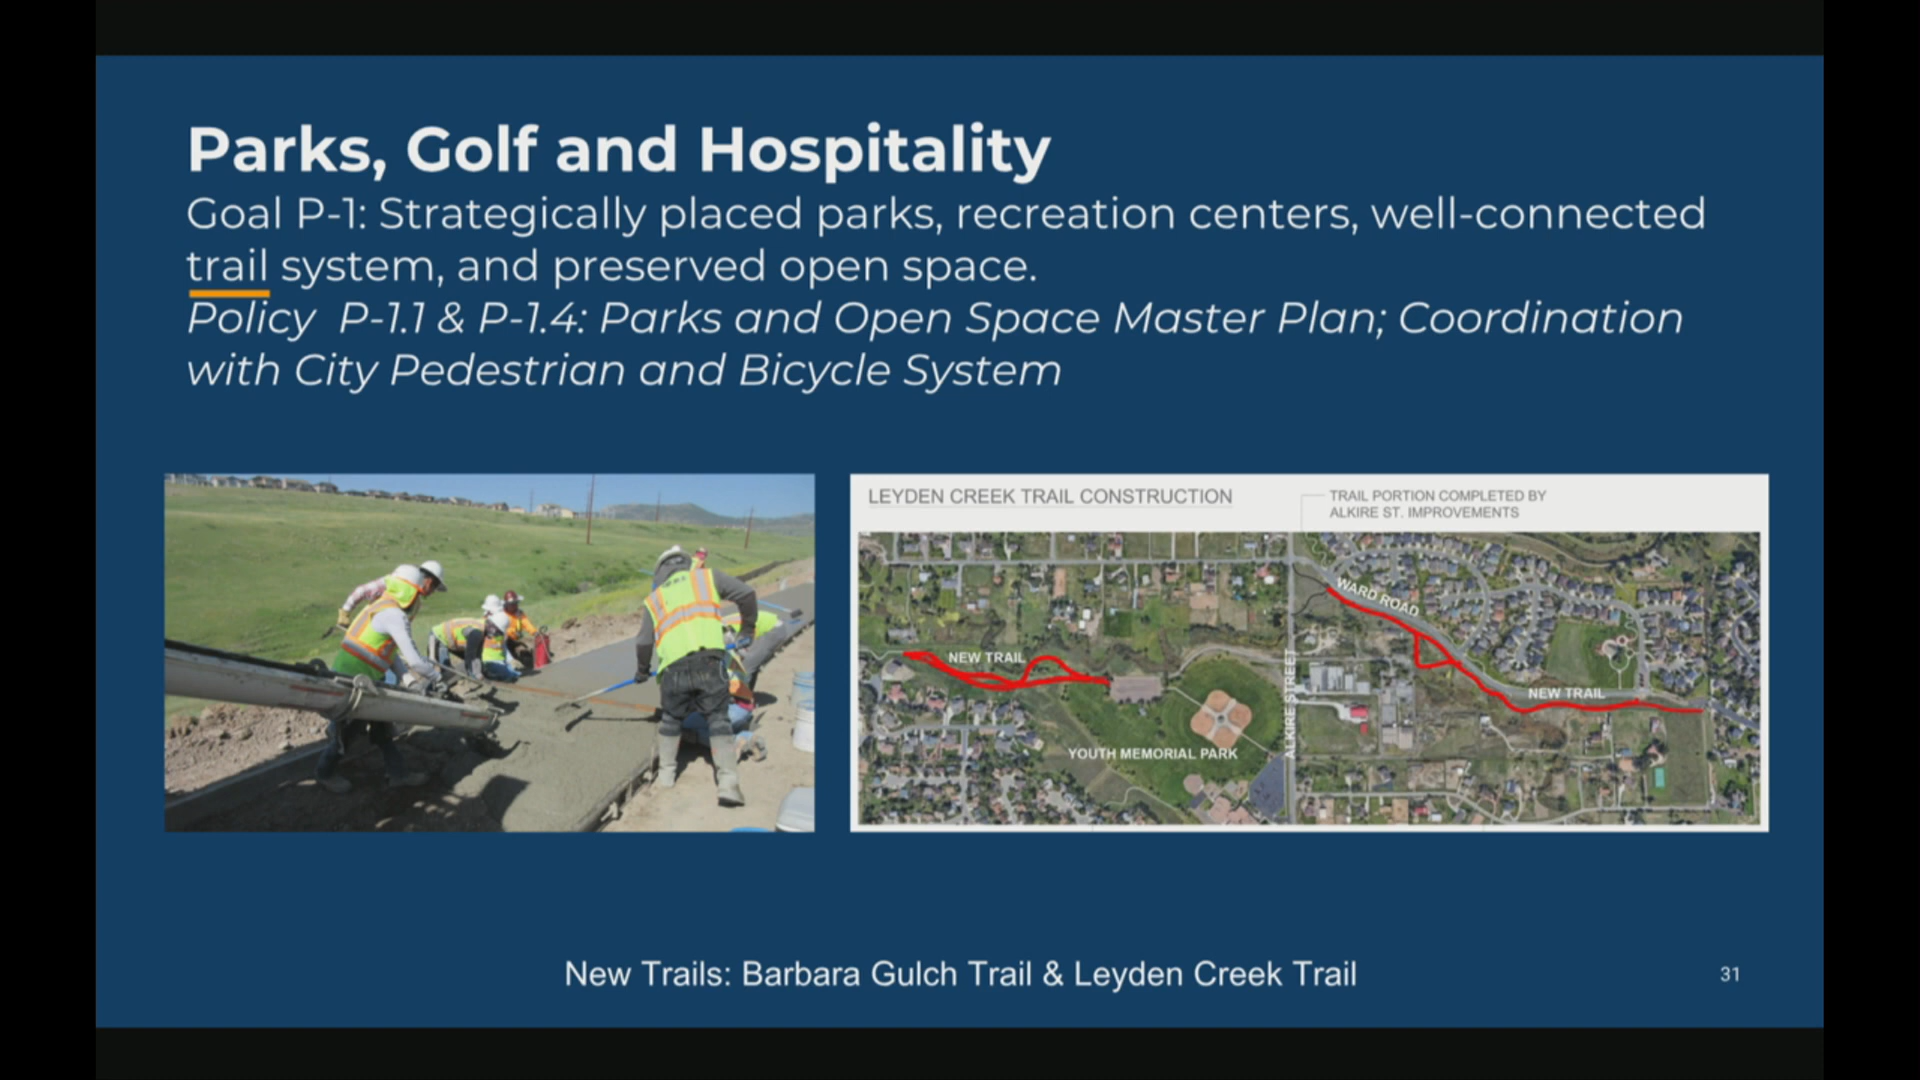 Parks, Golf and Hospitality
Goal P-1: Strategically placed parks, recreation centers, well-connected
trail system, and preserved open space.
Policy  P-1.1 & P-1.4: Parks and Open Space Master Plan; Coordination
with City Pedestrian and Bicycle System
LEYDEN CREEK TRAIL CONSTRUCTION
TRAIL PORTION COMPLETED BY
ALKIRE ST. IMPROVEMENTS
WARD ROAD
NEW TRAIL
ALKIRE STREET
NEW TRAIL
YOUTH MEMORIAL PARK
New Trails: Barbara Gulch Trail & Leyden Creek Trail
31